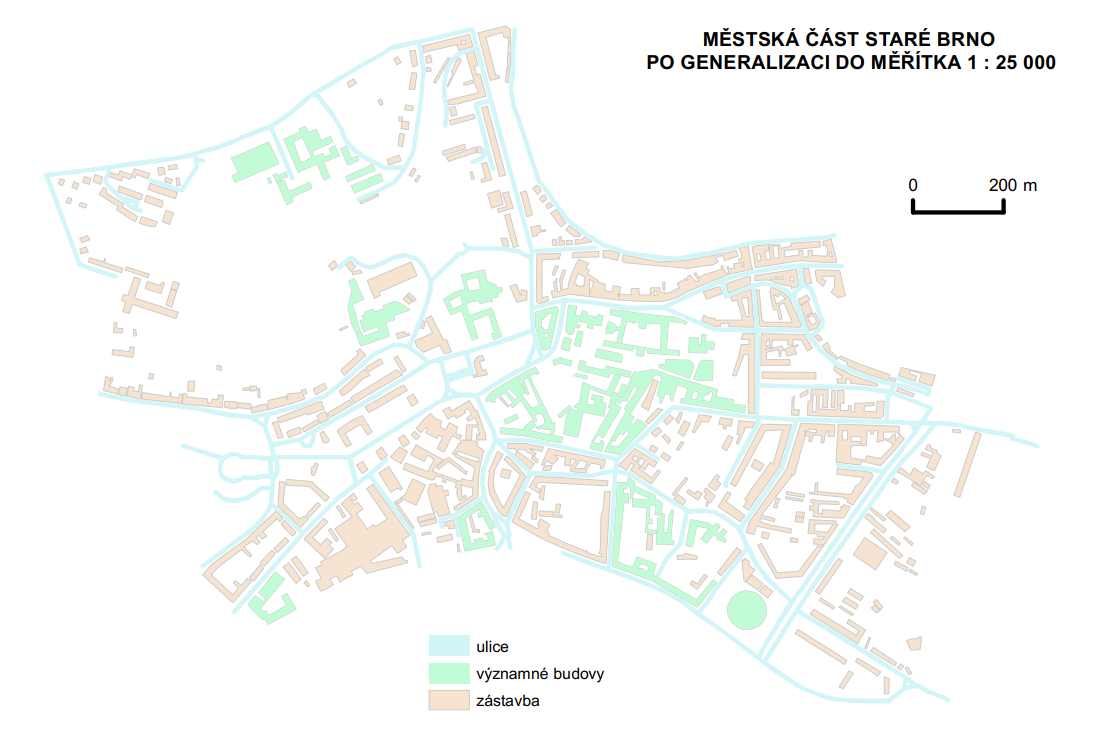 MĚSTSKÁ ČÁST STARÉ BRNO
PO GENERALIZACI DO MĚŘÍTKA 1 : 25 000
0 200 m
ulice
významné budovy
zástavba